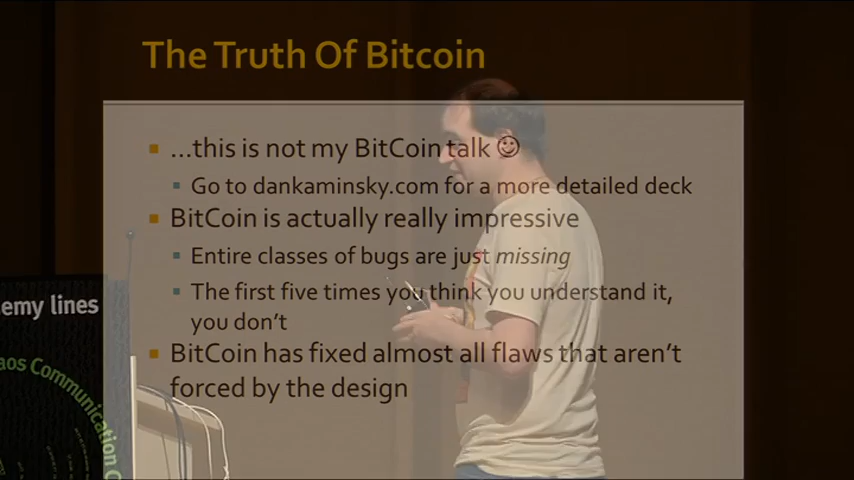 The Truth Of Bitcoin
...this is not my BitCoin talk ☺
Go to dankaminsky.com for a more detailed deck
BitCoin is actually really impressive
Entire classes of bugs are just missing
The first five times you think you understand it,
you don't
BitCoin has fixed almost all flaws that aren't
forced by the design
emy lines
aos Communication C